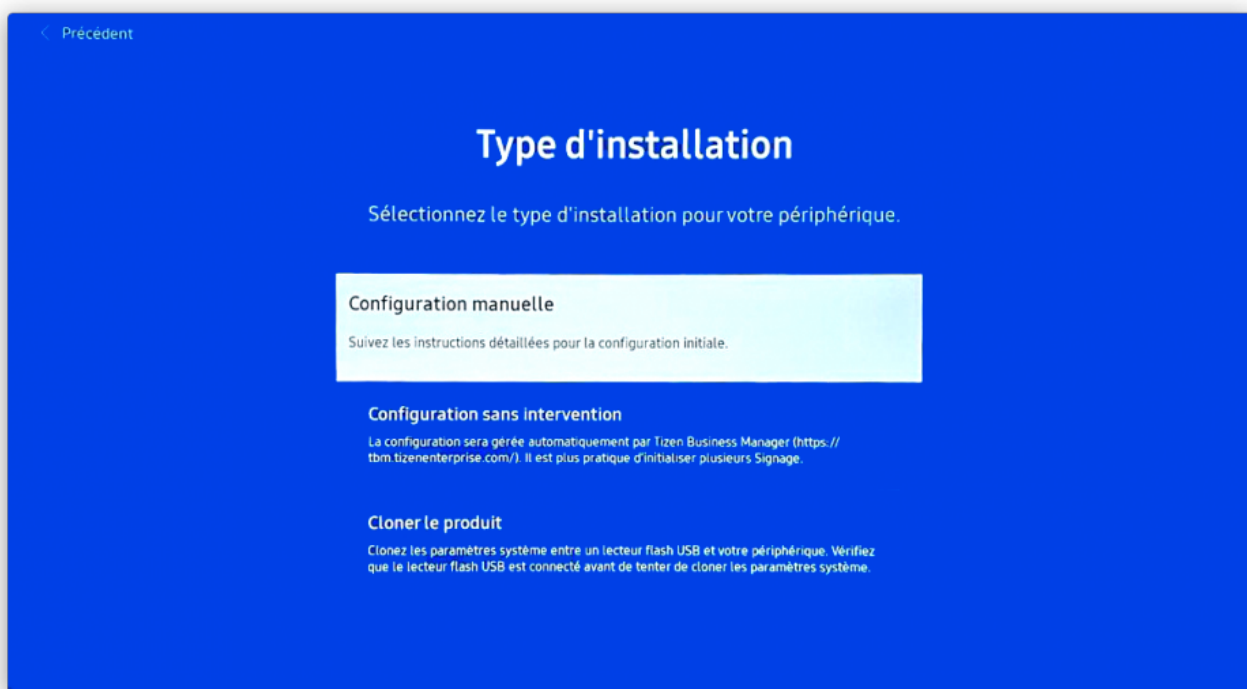 Précédent
Type d'installation
Sélectionnez le type d'installation pour votre périphérique.
Configuration manuelle
Suivez les instructions détaillées pour la configuration initiale.
Configuration sans intervention
La configuration sera gérée automatiquement par Tizen Business Manager (https://
tbm.tizenenterprise.com/). Il est plus pratique d'initialiser plusieurs Signage.
Cloner le produit
Clonez les paramètres système entre un lecteur flash USB et votre périphérique. Vérifiez
que le lecteur flash USB est connecté avant de tenter de cloner les paramètres système.